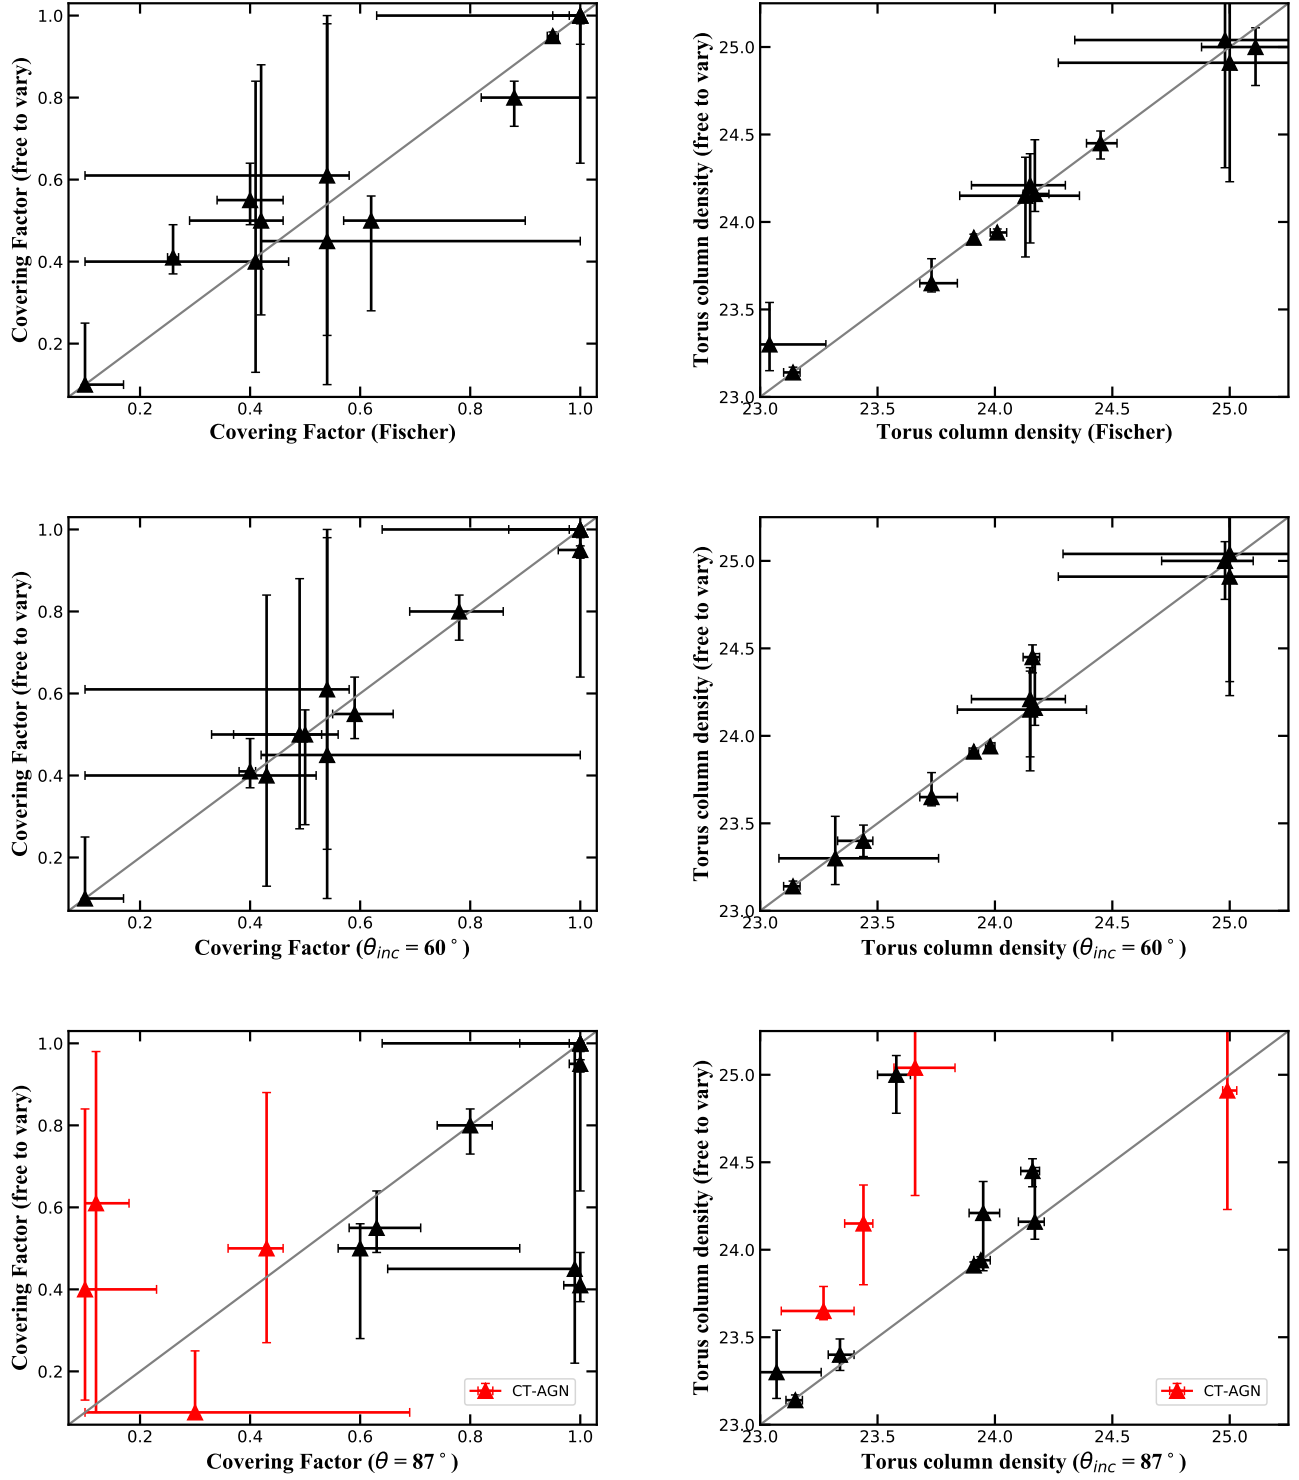 1.0
0.8
0.6
0.4
0.2
Covering Factor (free to vary)
0.2 0.4 0.6 0.8 1.0
Covering Factor (Fischer)
25.0
24.5
24.0
23.5
23.0
Torus column density (free to vary)
23.0 23.5 24.0 24.5 25.0
Torus column density (Fischer)
1.0
0.8
0.6
0.4
0.2
Covering Factor (free to vary)
0.2 0.4 0.6 0.8 1.0
Covering Factor (θinc = 60°)
25.0
24.5
24.0
23.5
23.0
Torus column density (free to vary)
23.0 23.5 24.0 24.5 25.0
Torus column density (θinc = 60°)
1.0
0.8
0.6
0.4
0.2
Covering Factor (free to vary)
CT-AGN
0.2 0.4 0.6 0.8 1.0
Covering Factor (θ = 87°)
25.0
24.5
24.0
23.5
23.0
Torus column density (free to vary)
CT-AGN
23.0 23.5 24.0 24.5 25.0
Torus column density (θinc = 87°)